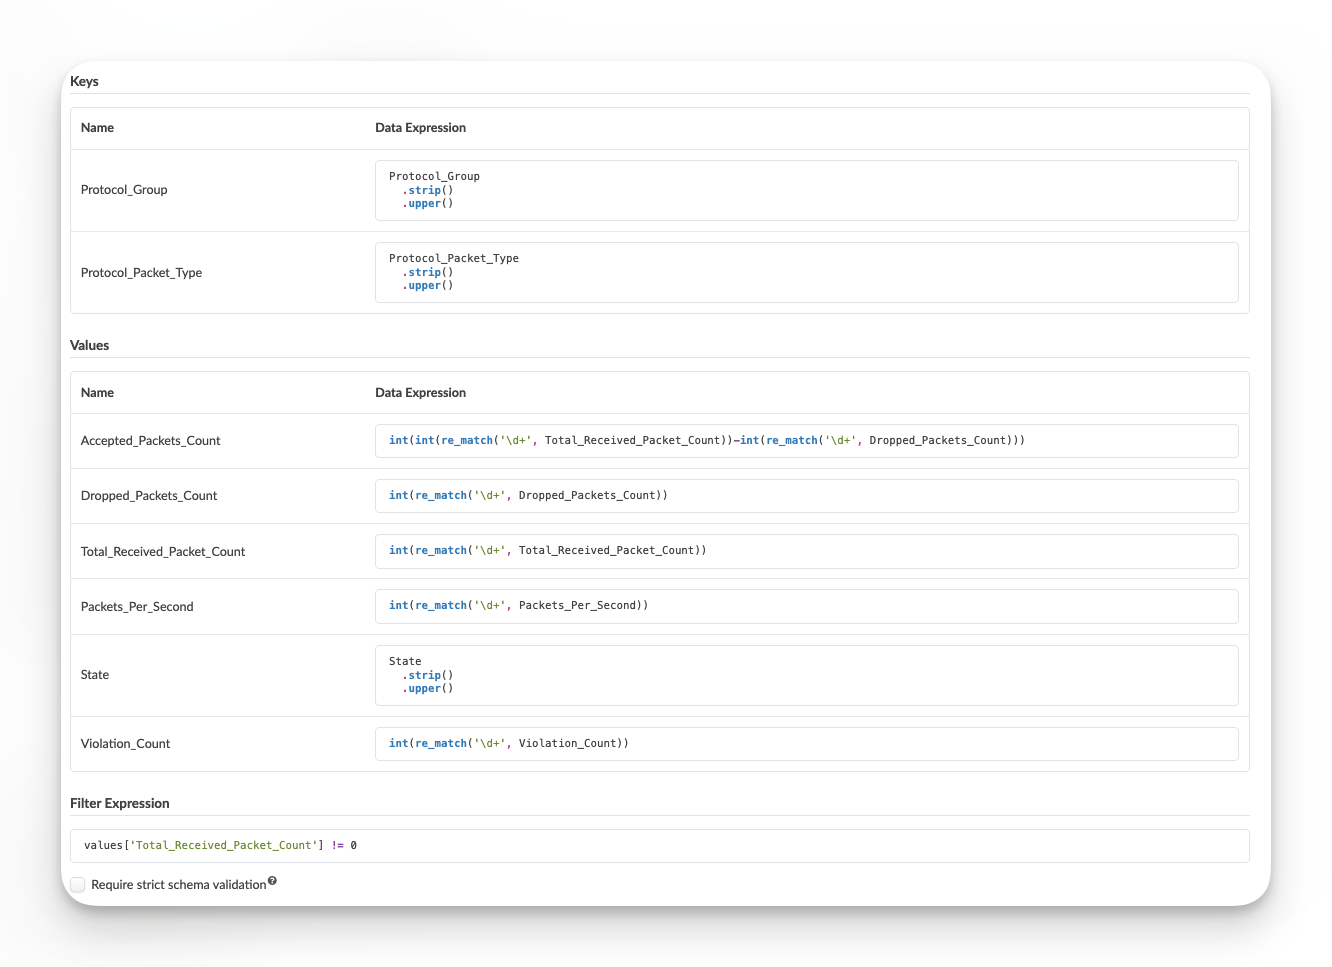 Keys
Name Data Expression
Protocol_Group
Protocol_Group
.strip()
.upper()
Protocol_Packet_Type
Protocol_Packet_Type
.strip()
.upper()
Values
Name Data Expression
Accepted_Packets_Count int(int(re_match('\d+', Total_Received_Packet_Count))-int(re_match('\d+', Dropped_Packets_Count)))
Dropped_Packets_Count int(re_match('\d+', Dropped_Packets_Count))
Total_Received_Packet_Count int(re_match('\d+', Total_Received_Packet_Count))
Packets_Per_Second int(re_match('\d+', Packets_Per_Second))
State
State
.strip()
.upper()
Violation_Count int(re_match('\d+', Violation_Count))
Filter Expression
values['Total_Received_Packet_Count'] != 0
Require strict schema validation ?